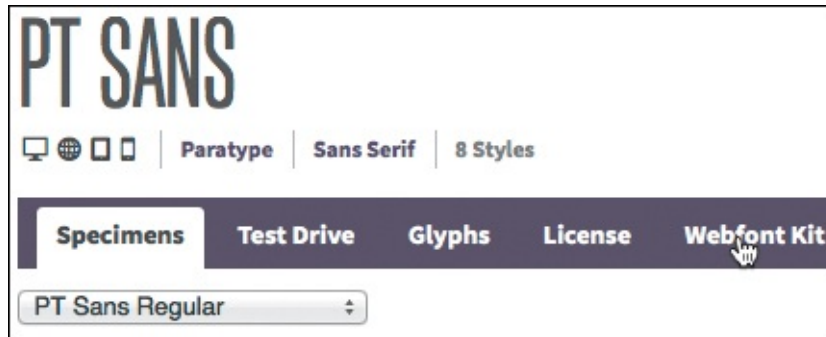 PT SANS
Paratype Sans Serif 8 Styles
Specimens Test Drive Glyphs License Webfont Kit
PT Sans Regular